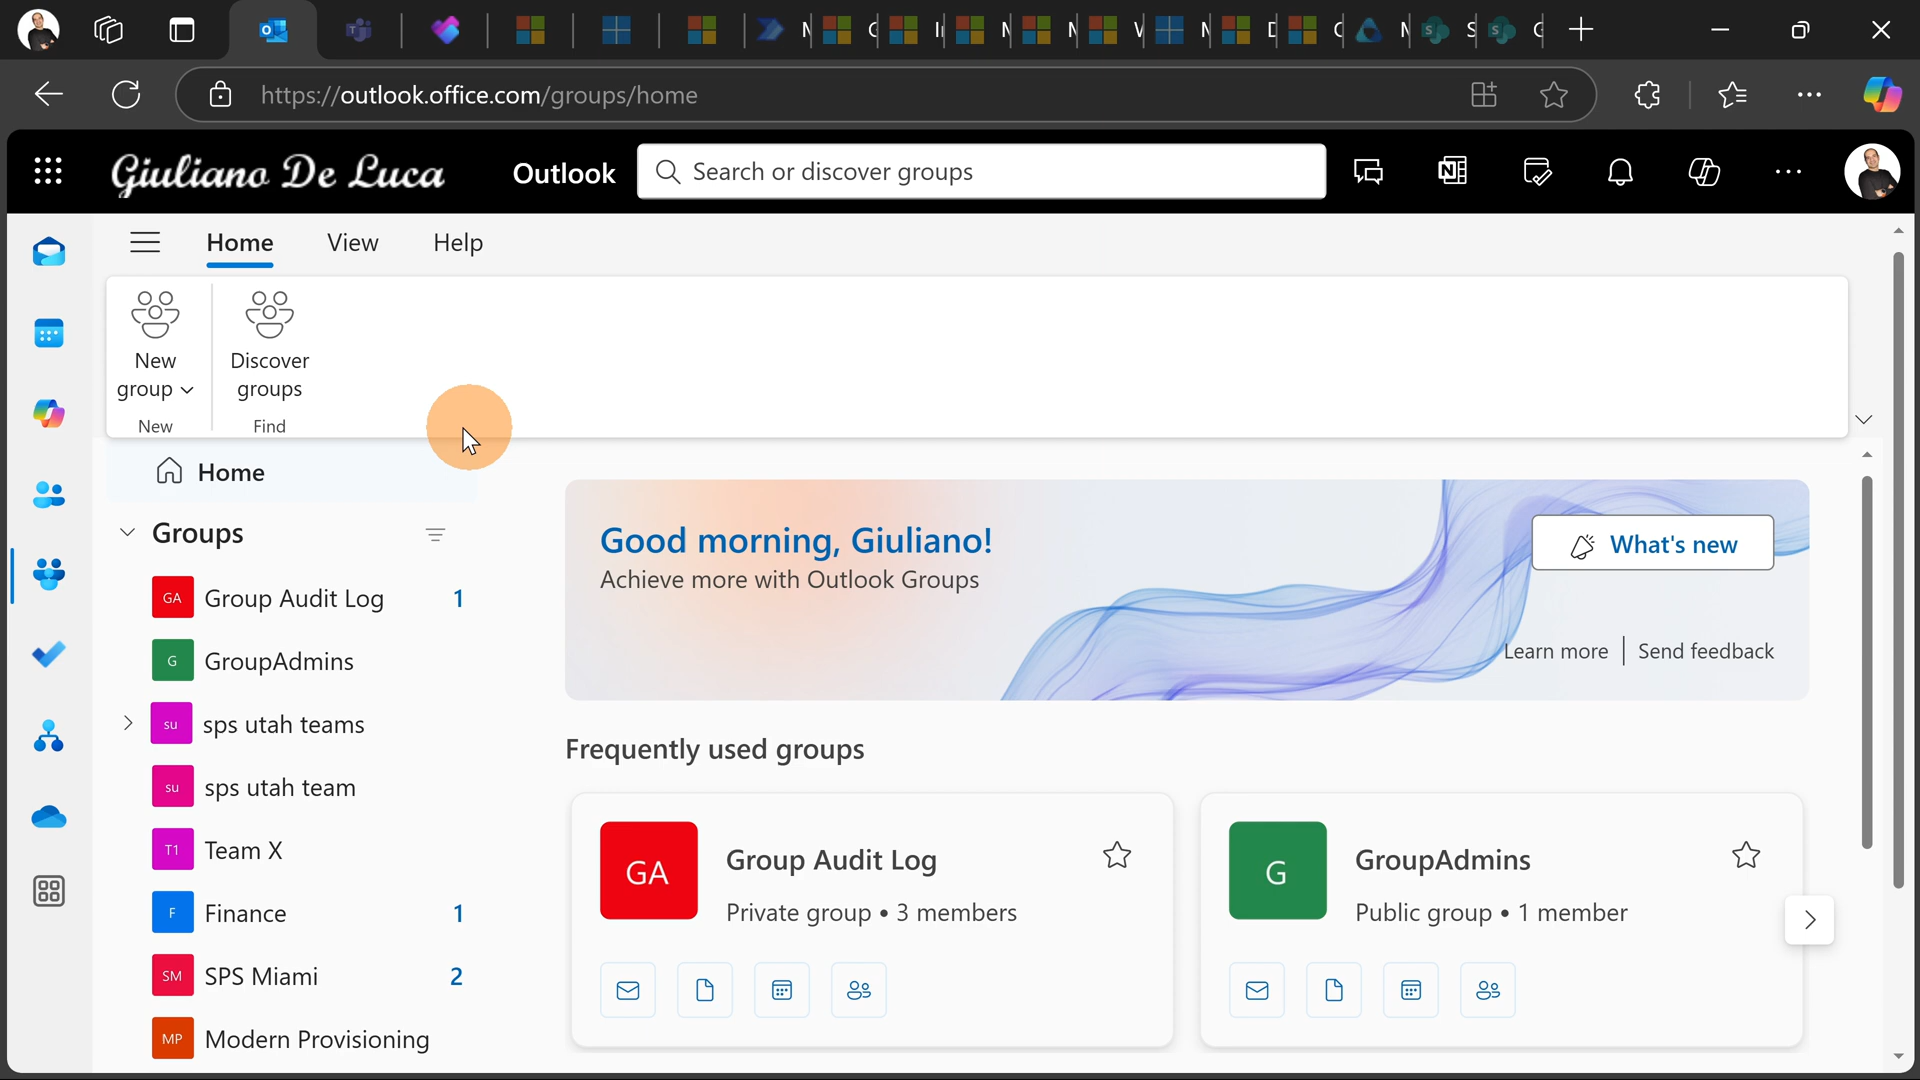 N
C
I
N
N
V
N
D
C
N
S
G
https://outlook.office.com/groups/home
Giuliano De Luca
Outlook
Search or discover groups
Home
View
Help
New
group
Discover
groups
New
Find
Home
Groups
GA Group Audit Log 1
G GroupAdmins
su sps utah teams
su sps utah team
T1 Team X
F Finance 1
SM SPS Miami 2
MP Modern Provisioning
Good morning, Giuliano!
Achieve more with Outlook Groups
What's new
Learn more
Send feedback
Frequently used groups
GA
Group Audit Log
Private group • 3 members
G
GroupAdmins
Public group • 1 member